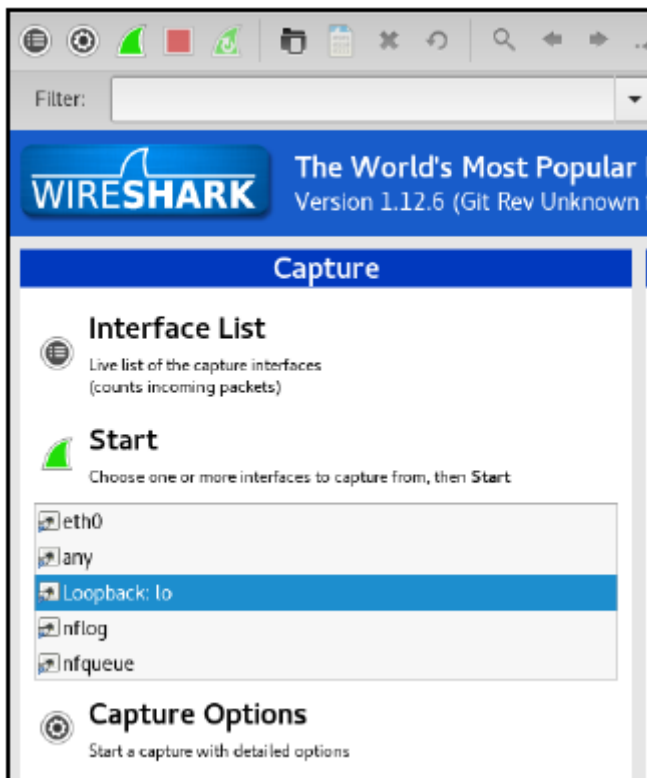 Filter:
WIRESHARK
The World's Most Popular
Version 1.12.6 (Git Rev Unknown
Capture
Interface List
Live list of the capture interfaces
(counts incoming packets)
Start
Choose one or more interfaces to capture from, then Start
eth0
any
Loopback: lo
nflog
nfqueue
Capture Options
Start a capture with detailed options